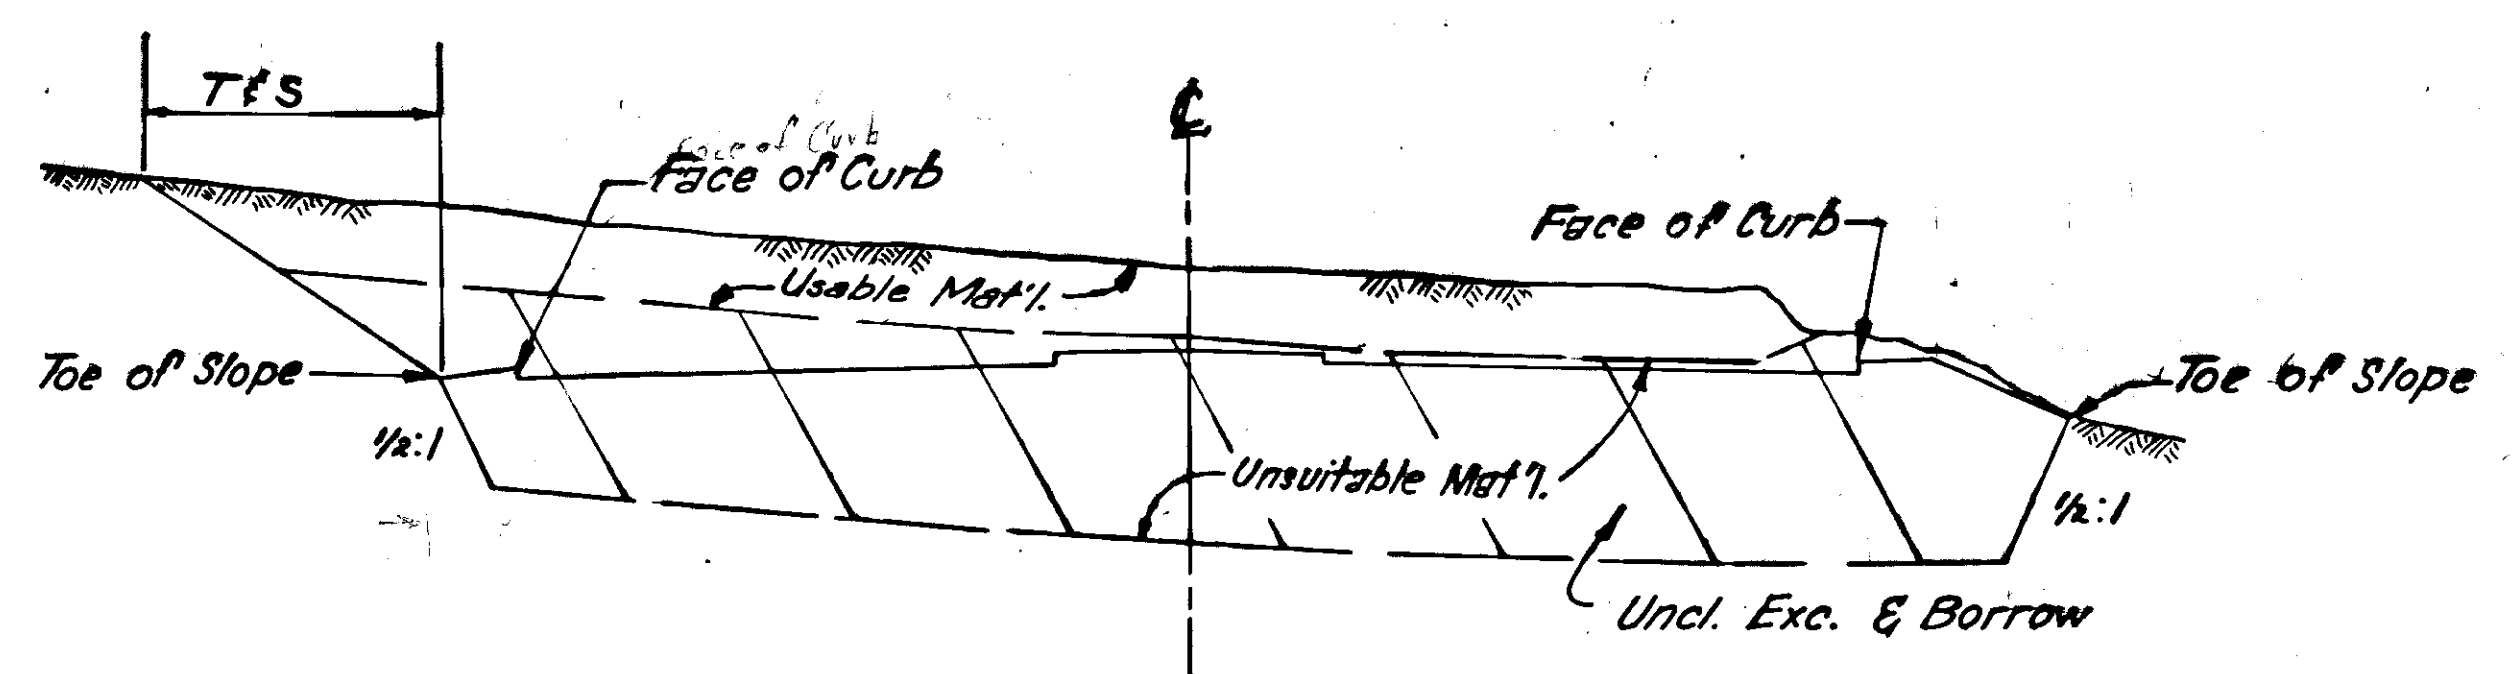 T & S
℄
Face of Curb
Face of Curb
Face of Curb
Usable Mat'l.
Toe of Slope
Toe of Slope
1/2:1
Unsuitable Mat'l.
1/2:1
Uncl. Exc. & Borrow